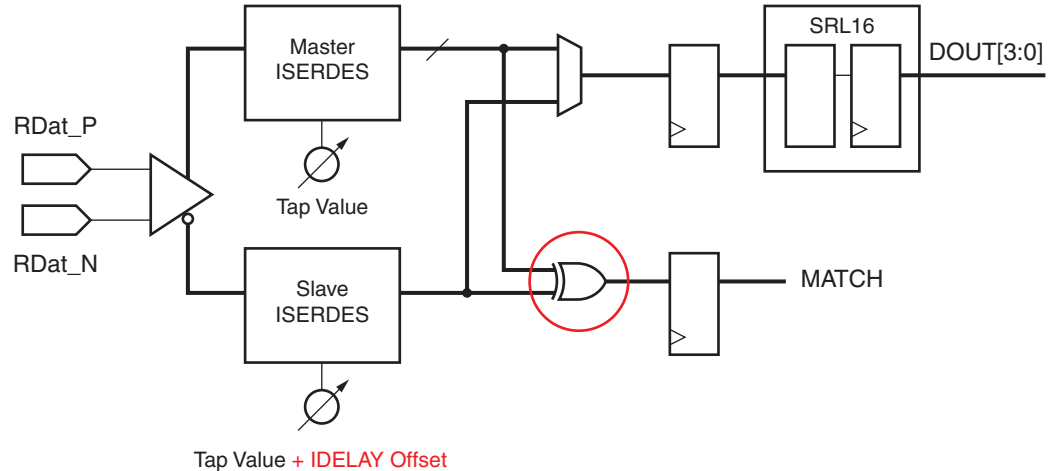 Master
ISERDES
SRL16
DOUT[3:0]
RDat_P
Tap Value
RDat_N
Slave
ISERDES
MATCH
Tap Value + IDELAY Offset